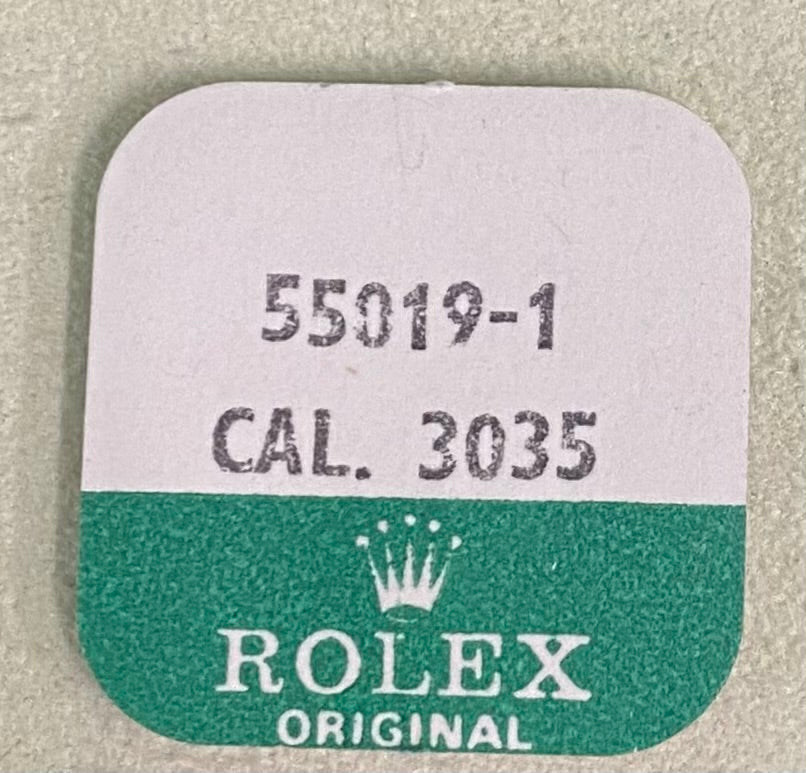 55019-1
CAL. 3035
ROLEX
ORIGINAL